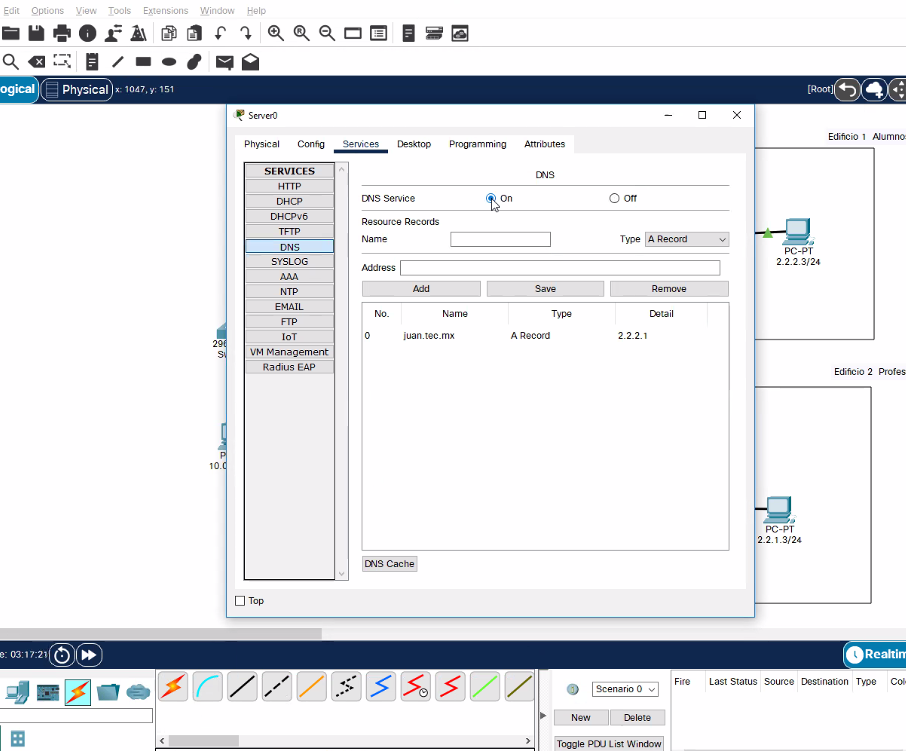 Edit Options View Tools Extensions Window Help
ogical Physical x: 1047, y: 151 [Root]
Server0
Physical Config Services Desktop Programming Attributes
SERVICES
HTTP
DHCP
DHCPv6
TFTP
DNS
SYSLOG
AAA
NTP
EMAIL
FTP
IoT
VM Management
Radius EAP
DNS
DNS Service On Off
Resource Records
Name Type A Record
Address
Add Save Remove
No. Name Type Detail
0 juan.tec.mx A Record 2.2.2.1
DNS Cache
Top
Edificio 1 Alumno
PC-PT
2.2.2.3/24
Edificio 2 Profes
PC-PT
2.2.1.3/24
296
SW
P
10.0
e: 03:17:21 Realtim
Scenario 0
New Delete
Toggle PDU List Window
Fire Last Status Source Destination Type Colo